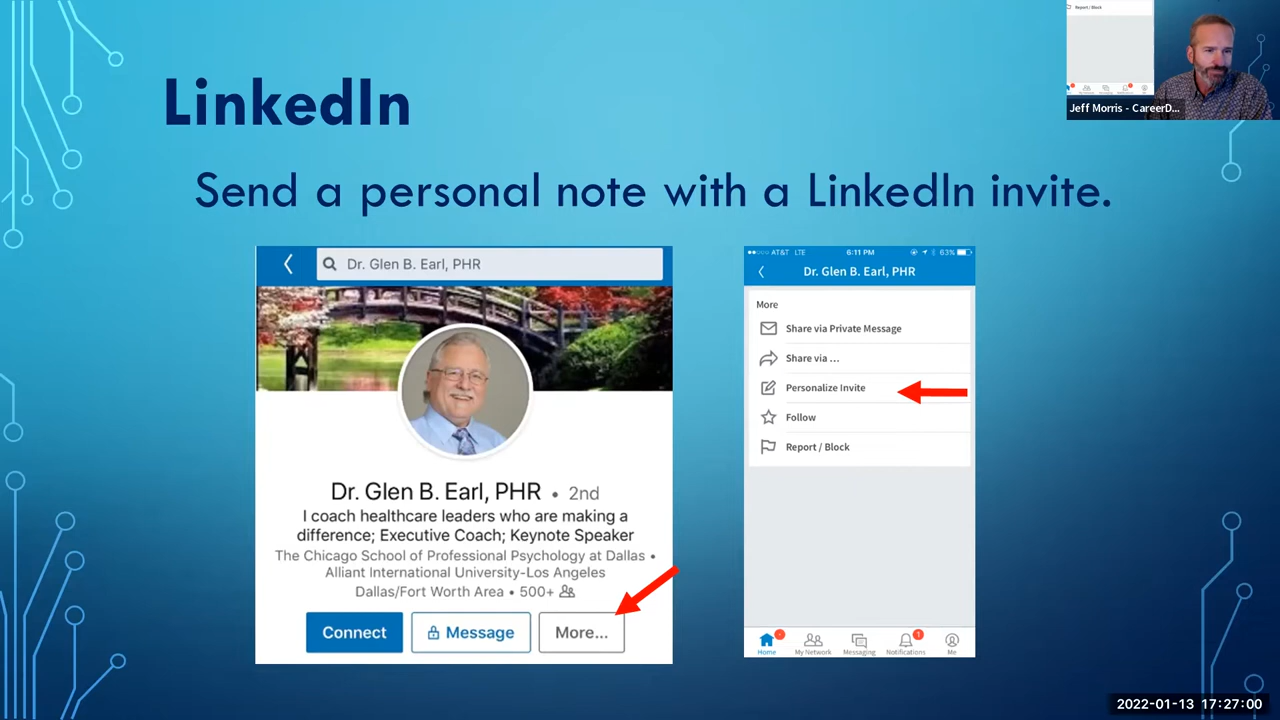 Report / Block
Jeff Morris - CareerD...
LinkedIn
Send a personal note with a LinkedIn invite.
Dr. Glen B. Earl, PHR
Dr. Glen B. Earl, PHR • 2nd
I coach healthcare leaders who are making a
difference; Executive Coach; Keynote Speaker
The Chicago School of Professional Psychology at Dallas •
Alliant International University-Los Angeles
Dallas/Fort Worth Area • 500+
Connect
Message
More...
AT&T LTE 6:11 PM 63%
Dr. Glen B. Earl, PHR
More
Share via Private Message
Share via ...
Personalize Invite
Follow
Report / Block
1
Home My Network Messaging Notifications Me
2022-01-13 17:27:00